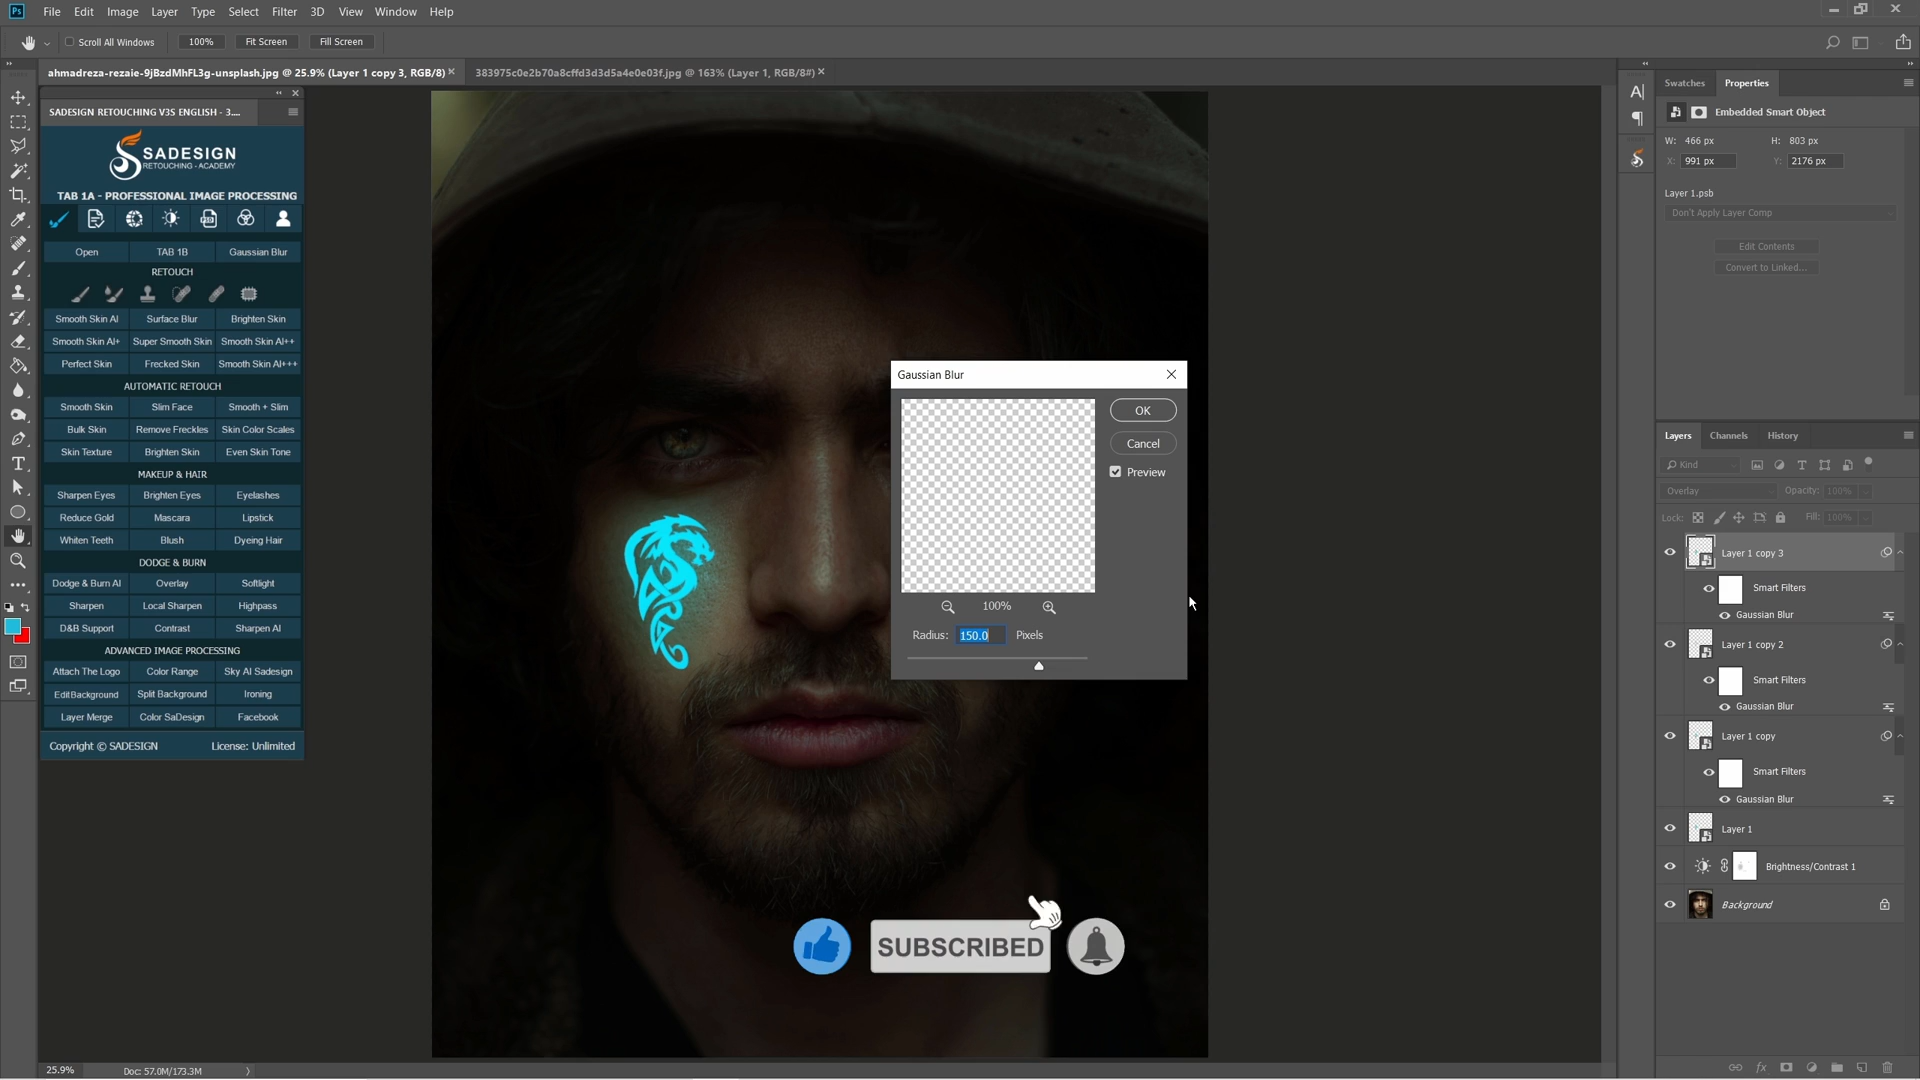 Ps File Edit Image Layer Type Select Filter 3D View Window Help
Scroll All Windows 100% Fit Screen Fill Screen
ahmadreza-rezaie-9jBzdMhFL3g-unsplash.jpg @ 25.9% (Layer 1 copy 3, RGB/8)
383975c0e2b70a8cffd3d3d5a4e0e03f.jpg @ 163% (Layer 1, RGB/8#)
SADESIGN RETOUCHING V3S ENGLISH - 3....
SADESIGN
RETOUCHING - ACADEMY
TAB 1A - PROFESSIONAL IMAGE PROCESSING
Open TAB 1B Gaussian Blur
RETOUCH
Smooth Skin AI Surface Blur Brighten Skin
Smooth Skin AI+ Super Smooth Skin Smooth Skin AI++
Perfect Skin Frecked Skin Smooth Skin AI+++
AUTOMATIC RETOUCH
Smooth Skin Slim Face Smooth + Slim
Bulk Skin Remove Freckles Skin Color Scales
Skin Texture Brighten Skin Even Skin Tone
MAKEUP & HAIR
Sharpen Eyes Brighten Eyes Eyelashes
Reduce Gold Mascara Lipstick
Whiten Teeth Blush Dyeing Hair
DODGE & BURN
Dodge & Burn AI Overlay Softlight
Sharpen Local Sharpen Highpass
D&B Support Contrast Sharpen AI
ADVANCED IMAGE PROCESSING
Attach The Logo Color Range Sky AI Sadesign
EditBackground Split Background Ironing
Layer Merge Color SaDesign Facebook
Copyright © SADESIGN License: Unlimited
Gaussian Blur
OK
Cancel
Preview
100%
Radius: 150.0 Pixels
SUBSCRIBED
Swatches Properties
Embedded Smart Object
W: 466 px H: 803 px
X: 991 px Y: 2176 px
Layer 1.psb
Don't Apply Layer Comp
Edit Contents
Convert to Linked...
Layers Channels History
Kind
Overlay Opacity: 100%
Lock: Fill: 100%
Layer 1 copy 3
Smart Filters
Gaussian Blur
Layer 1 copy 2
Smart Filters
Gaussian Blur
Layer 1 copy
Smart Filters
Gaussian Blur
Layer 1
Brightness/Contrast 1
Background
25.9% Doc: 57.0M/173.3M